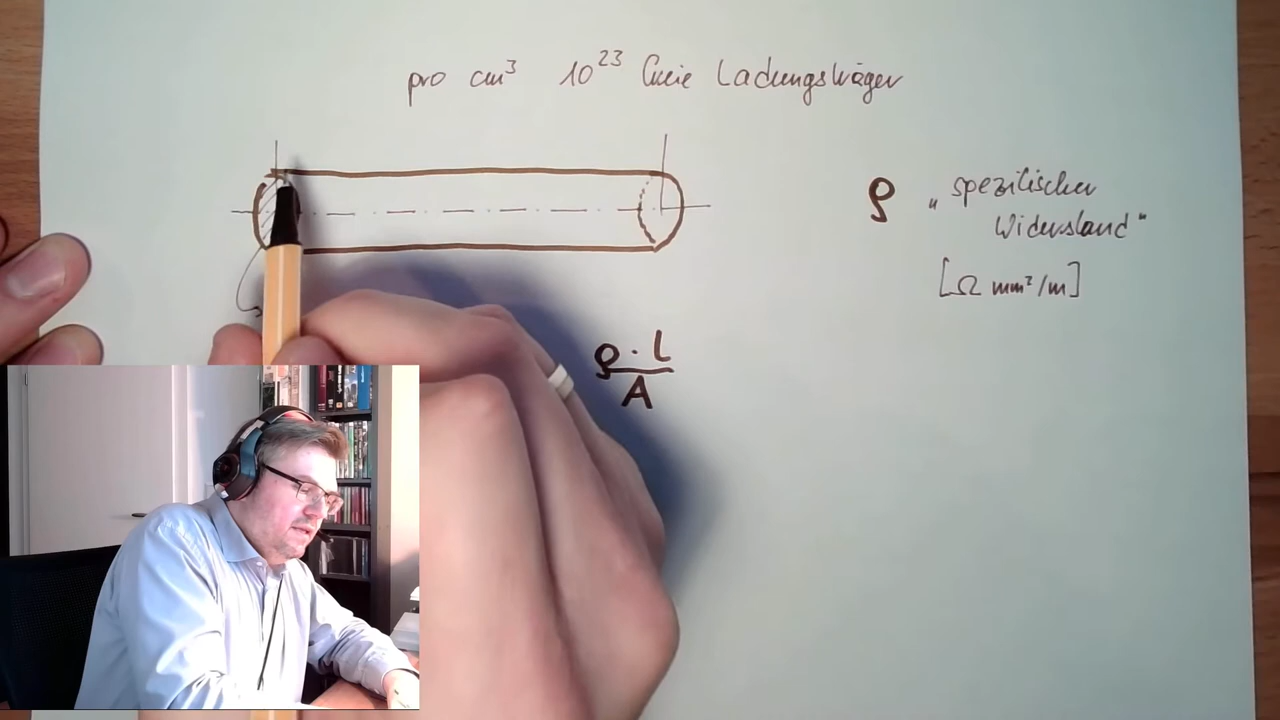 pro cm³ 10²³ freie Ladungsträger
ρ „spezifischer
Widerstand“
[Ω mm²/m]
ρ · l
A